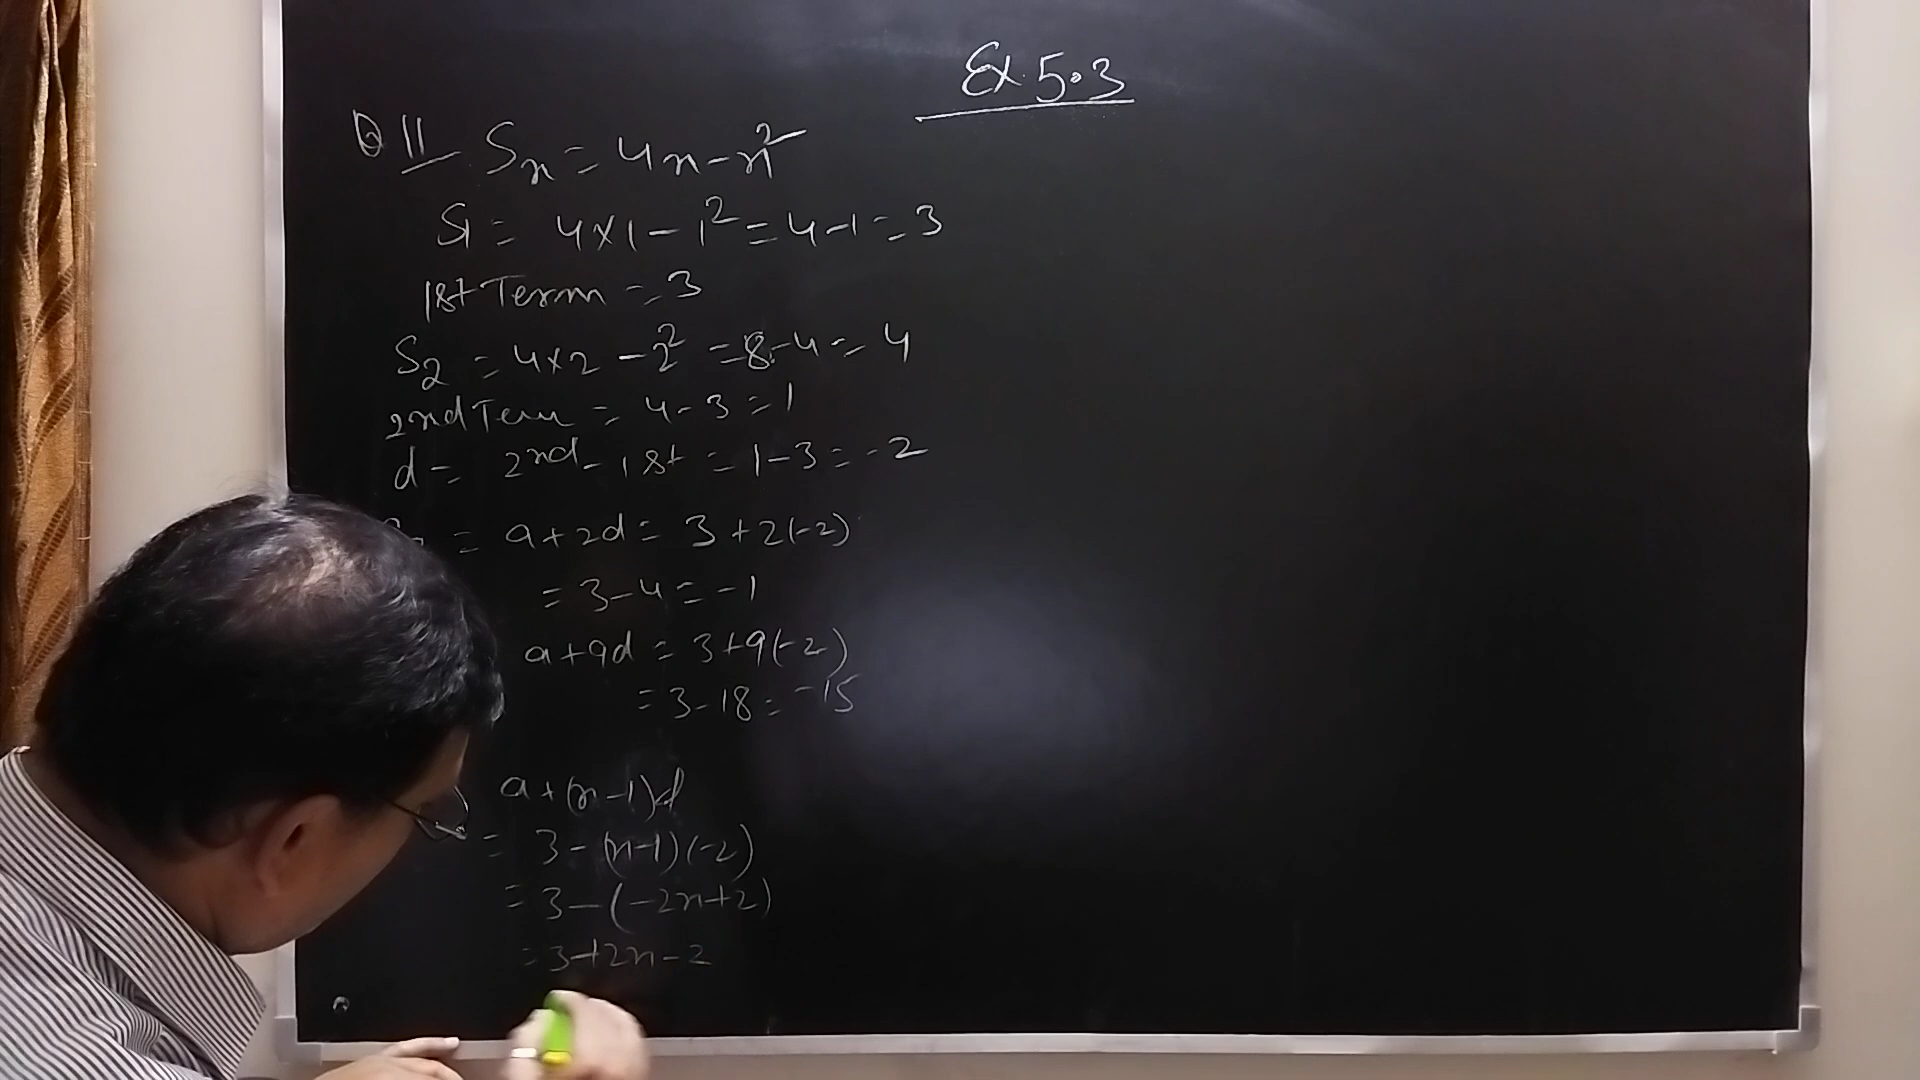 Ex. 5.3
Q 11 Sn = 4n - n²
S1 = 4×1 - 1² = 4-1 = 3
1st Term = 3
S2 = 4×2 - 2² = 8-4 = 4
2nd Term = 4-3 = 1
d = 2nd - 1st = 1-3 = -2
= a+2d = 3+2(-2)
= 3-4 = -1
a+9d = 3+9(-2)
= 3-18 = -15
a+(n-1)d
= 3-(n-1)(-2)
= 3-(-2n+2)
= 3+2n-2